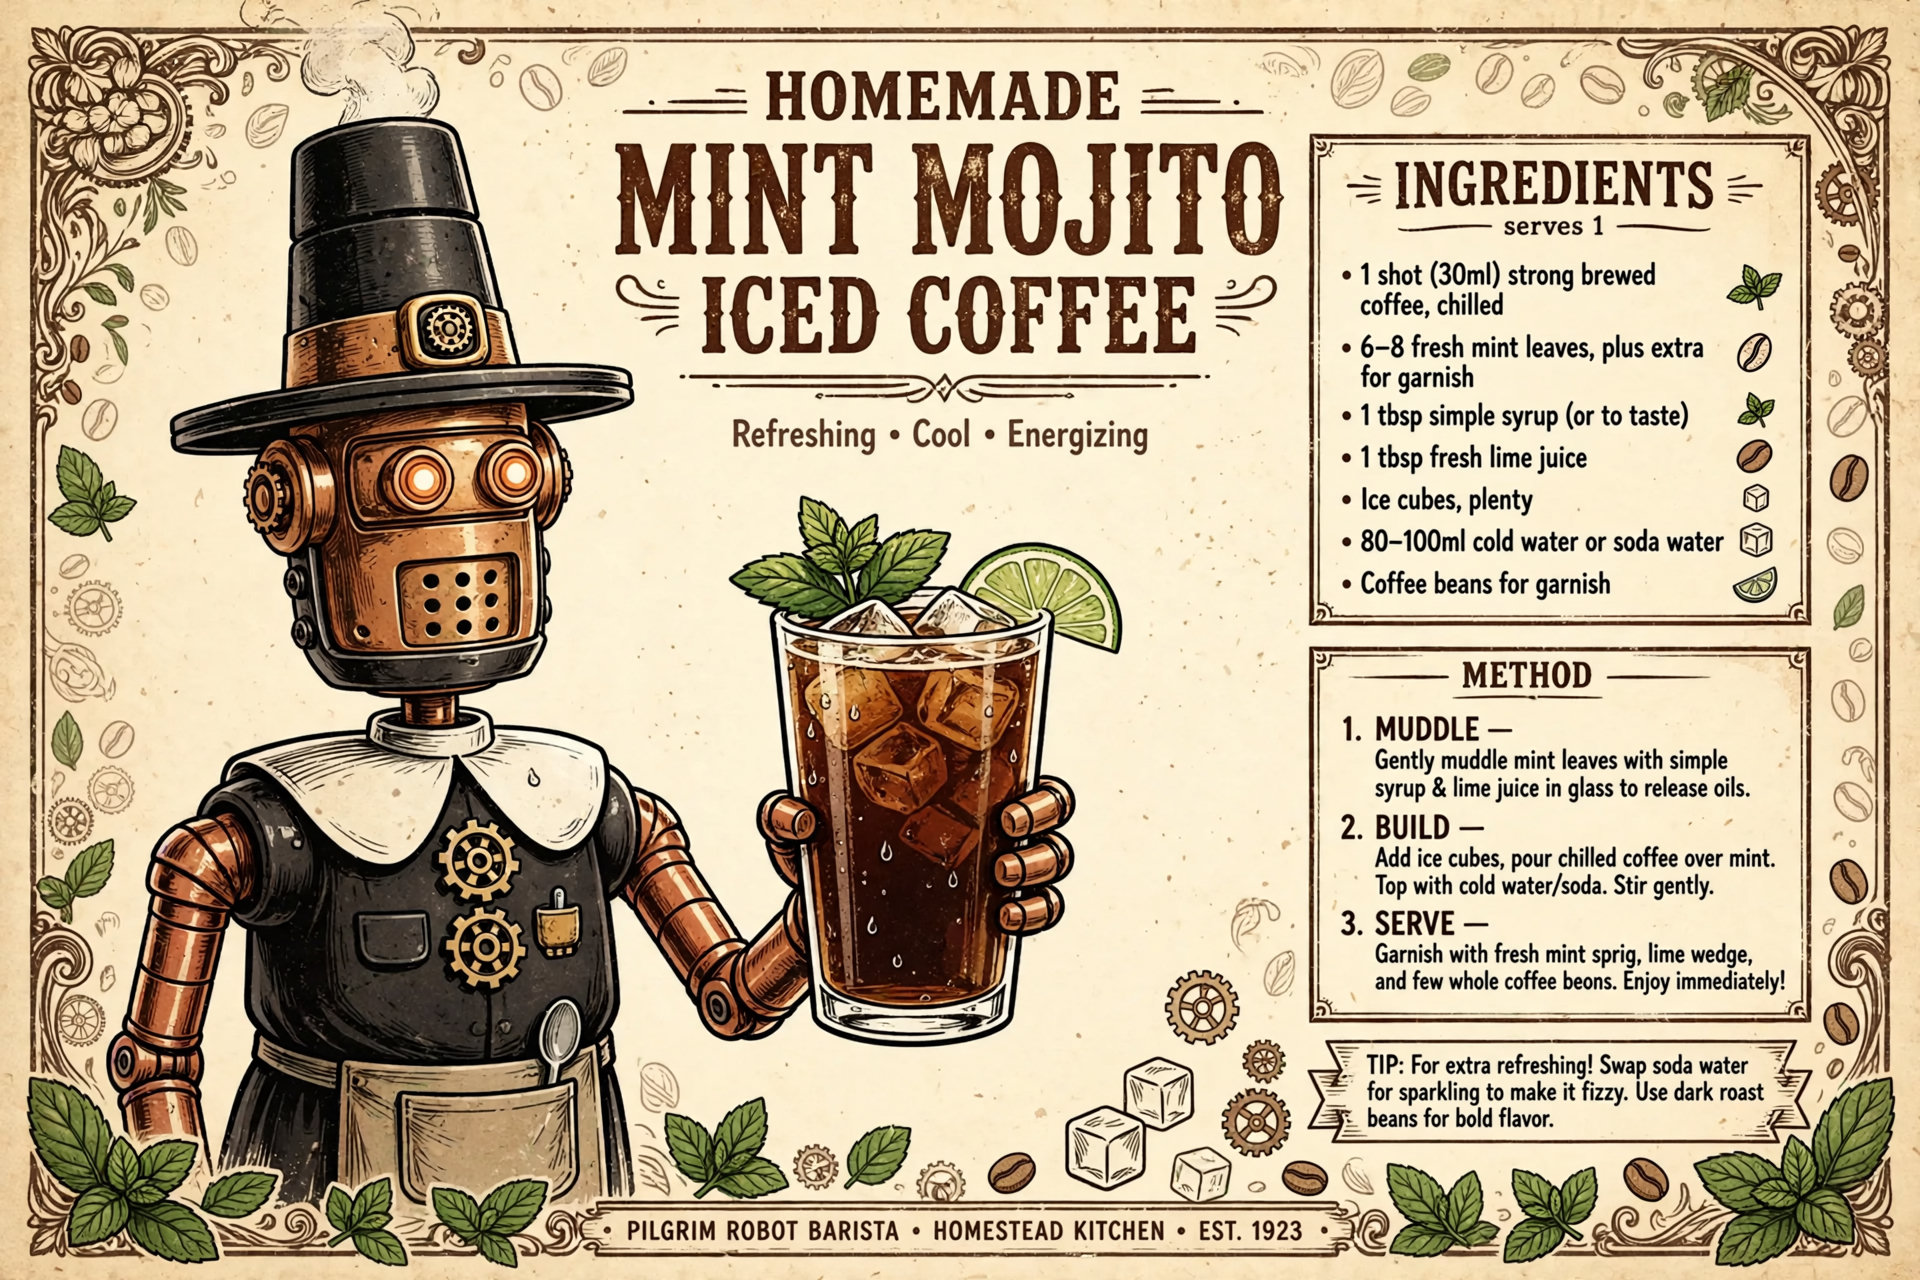 HOMEMADE
MINT MOJITO
ICED COFFEE
Refreshing • Cool • Energizing
INGREDIENTS
serves 1
• 1 shot (30ml) strong brewed
coffee, chilled
• 6–8 fresh mint leaves, plus extra
for garnish
• 1 tbsp simple syrup (or to taste)
• 1 tbsp fresh lime juice
• Ice cubes, plenty
• 80–100ml cold water or soda water
• Coffee beans for garnish
METHOD
1. MUDDLE —
Gently muddle mint leaves with simple
syrup & lime juice in glass to release oils.
2. BUILD —
Add ice cubes, pour chilled coffee over mint.
Top with cold water/soda. Stir gently.
3. SERVE —
Garnish with fresh mint sprig, lime wedge,
and few whole coffee beons. Enjoy immediately!
TIP: For extra refreshing! Swap soda water
for sparkling to make it fizzy. Use dark roast
beans for bold flavor.
• PILGRIM ROBOT BARISTA • HOMESTEAD KITCHEN • EST. 1923 •